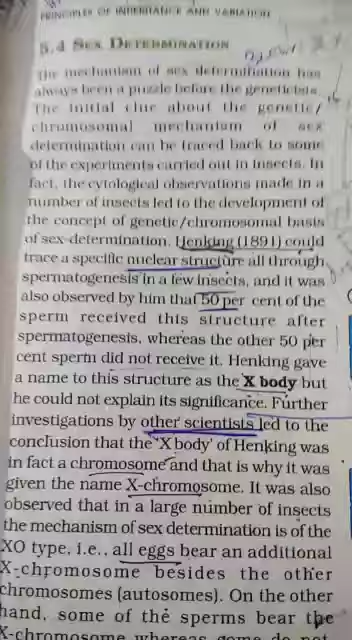 PRINCIPLES OF INHERITANCE AND VARIATION
5.4 SEX DETERMINATION
The mechanism of sex determination has
always been a puzzle before the geneticists.
The initial clue about the genetic/
chromosomal mechanism of sex
determination can be traced back to some
of the experiments carried out in insects. In
fact, the cytological observations made in a
number of insects led to the development of
the concept of genetic/chromosomal basis
of sex-determination. Henking (1891) could
trace a specific nuclear structure all through
spermatogenesis in a few insects, and it was
also observed by him that 50 per cent of the
sperm received this structure after
spermatogenesis, whereas the other 50 per
cent sperm did not receive it. Henking gave
a name to this structure as the X body but
he could not explain its significance. Further
investigations by other scientists led to the
conclusion that the 'X body' of Henking was
in fact a chromosome and that is why it was
given the name X-chromosome. It was also
observed that in a large number of insects
the mechanism of sex determination is of the
XO type, i.e., all eggs bear an additional
X-chromosome besides the other
chromosomes (autosomes). On the other
hand, some of the sperms bear the
X-chromosome whereas some do not